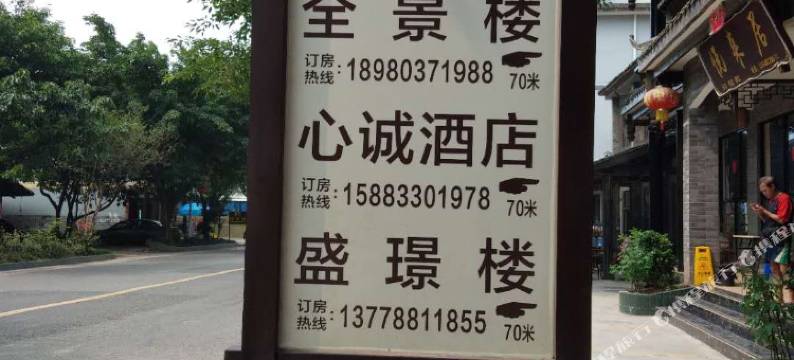 全景楼
订房
热线：18980371988 70米
心诚酒店
订房
热线：15883301978 70米
盛璟楼
订房
热线：13778811855 70米